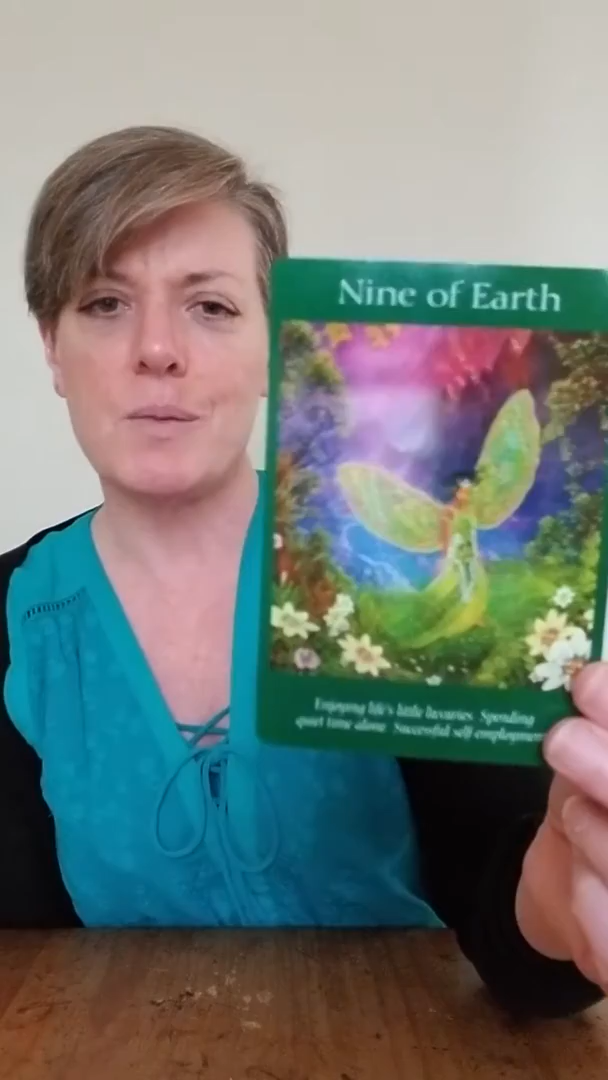 Nine of Earth
Enjoying life's little luxuries Spending
quiet time alone Successful self employment